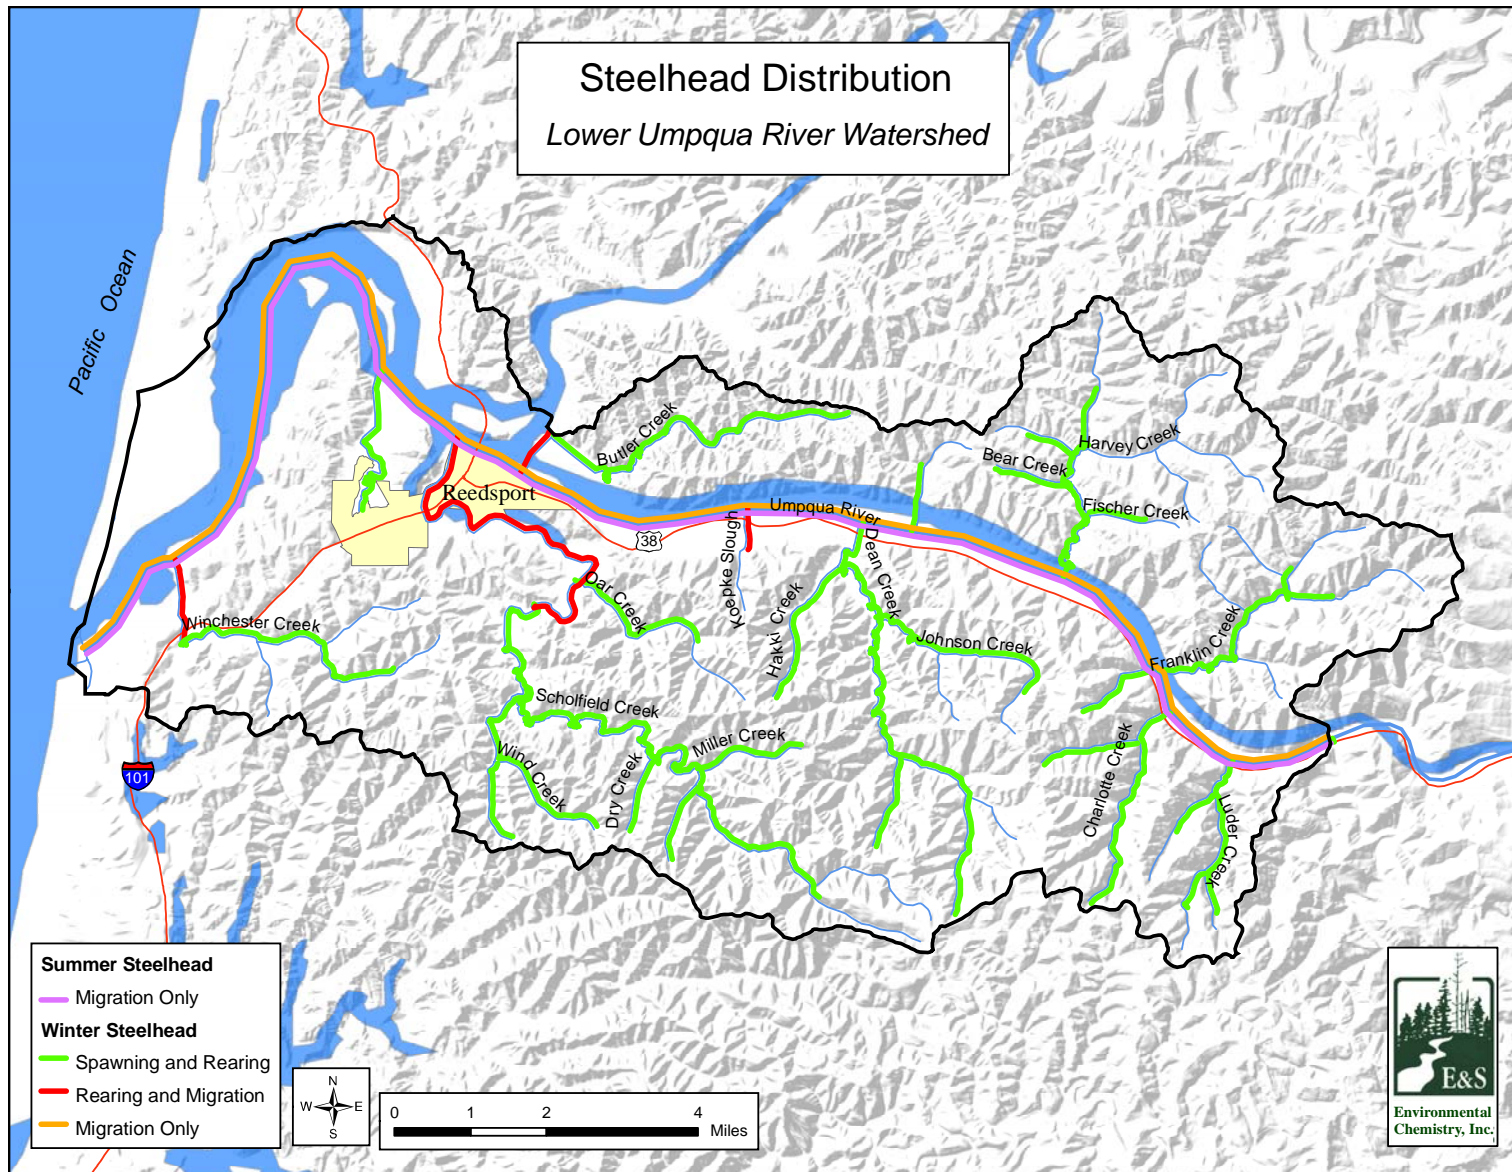 Steelhead Distribution
Lower Umpqua River Watershed
Pacific Ocean
Butler Creek
Harvey Creek
Bear Creek
Fischer Creek
Reedsport
Umpqua River
38
Koepke Slough
Dean Creek
Oar Creek
Hakki Creek
Winchester Creek
Johnson Creek
Franklin Creek
Scholfield Creek
Miller Creek
Wind Creek
Dry Creek
Charlotte Creek
Luder Creek
101
Summer Steelhead
Migration Only
Winter Steelhead
Spawning and Rearing
Rearing and Migration
Migration Only
N
W E
S
0 1 2 4
Miles
E&S
Environmental
Chemistry, Inc.